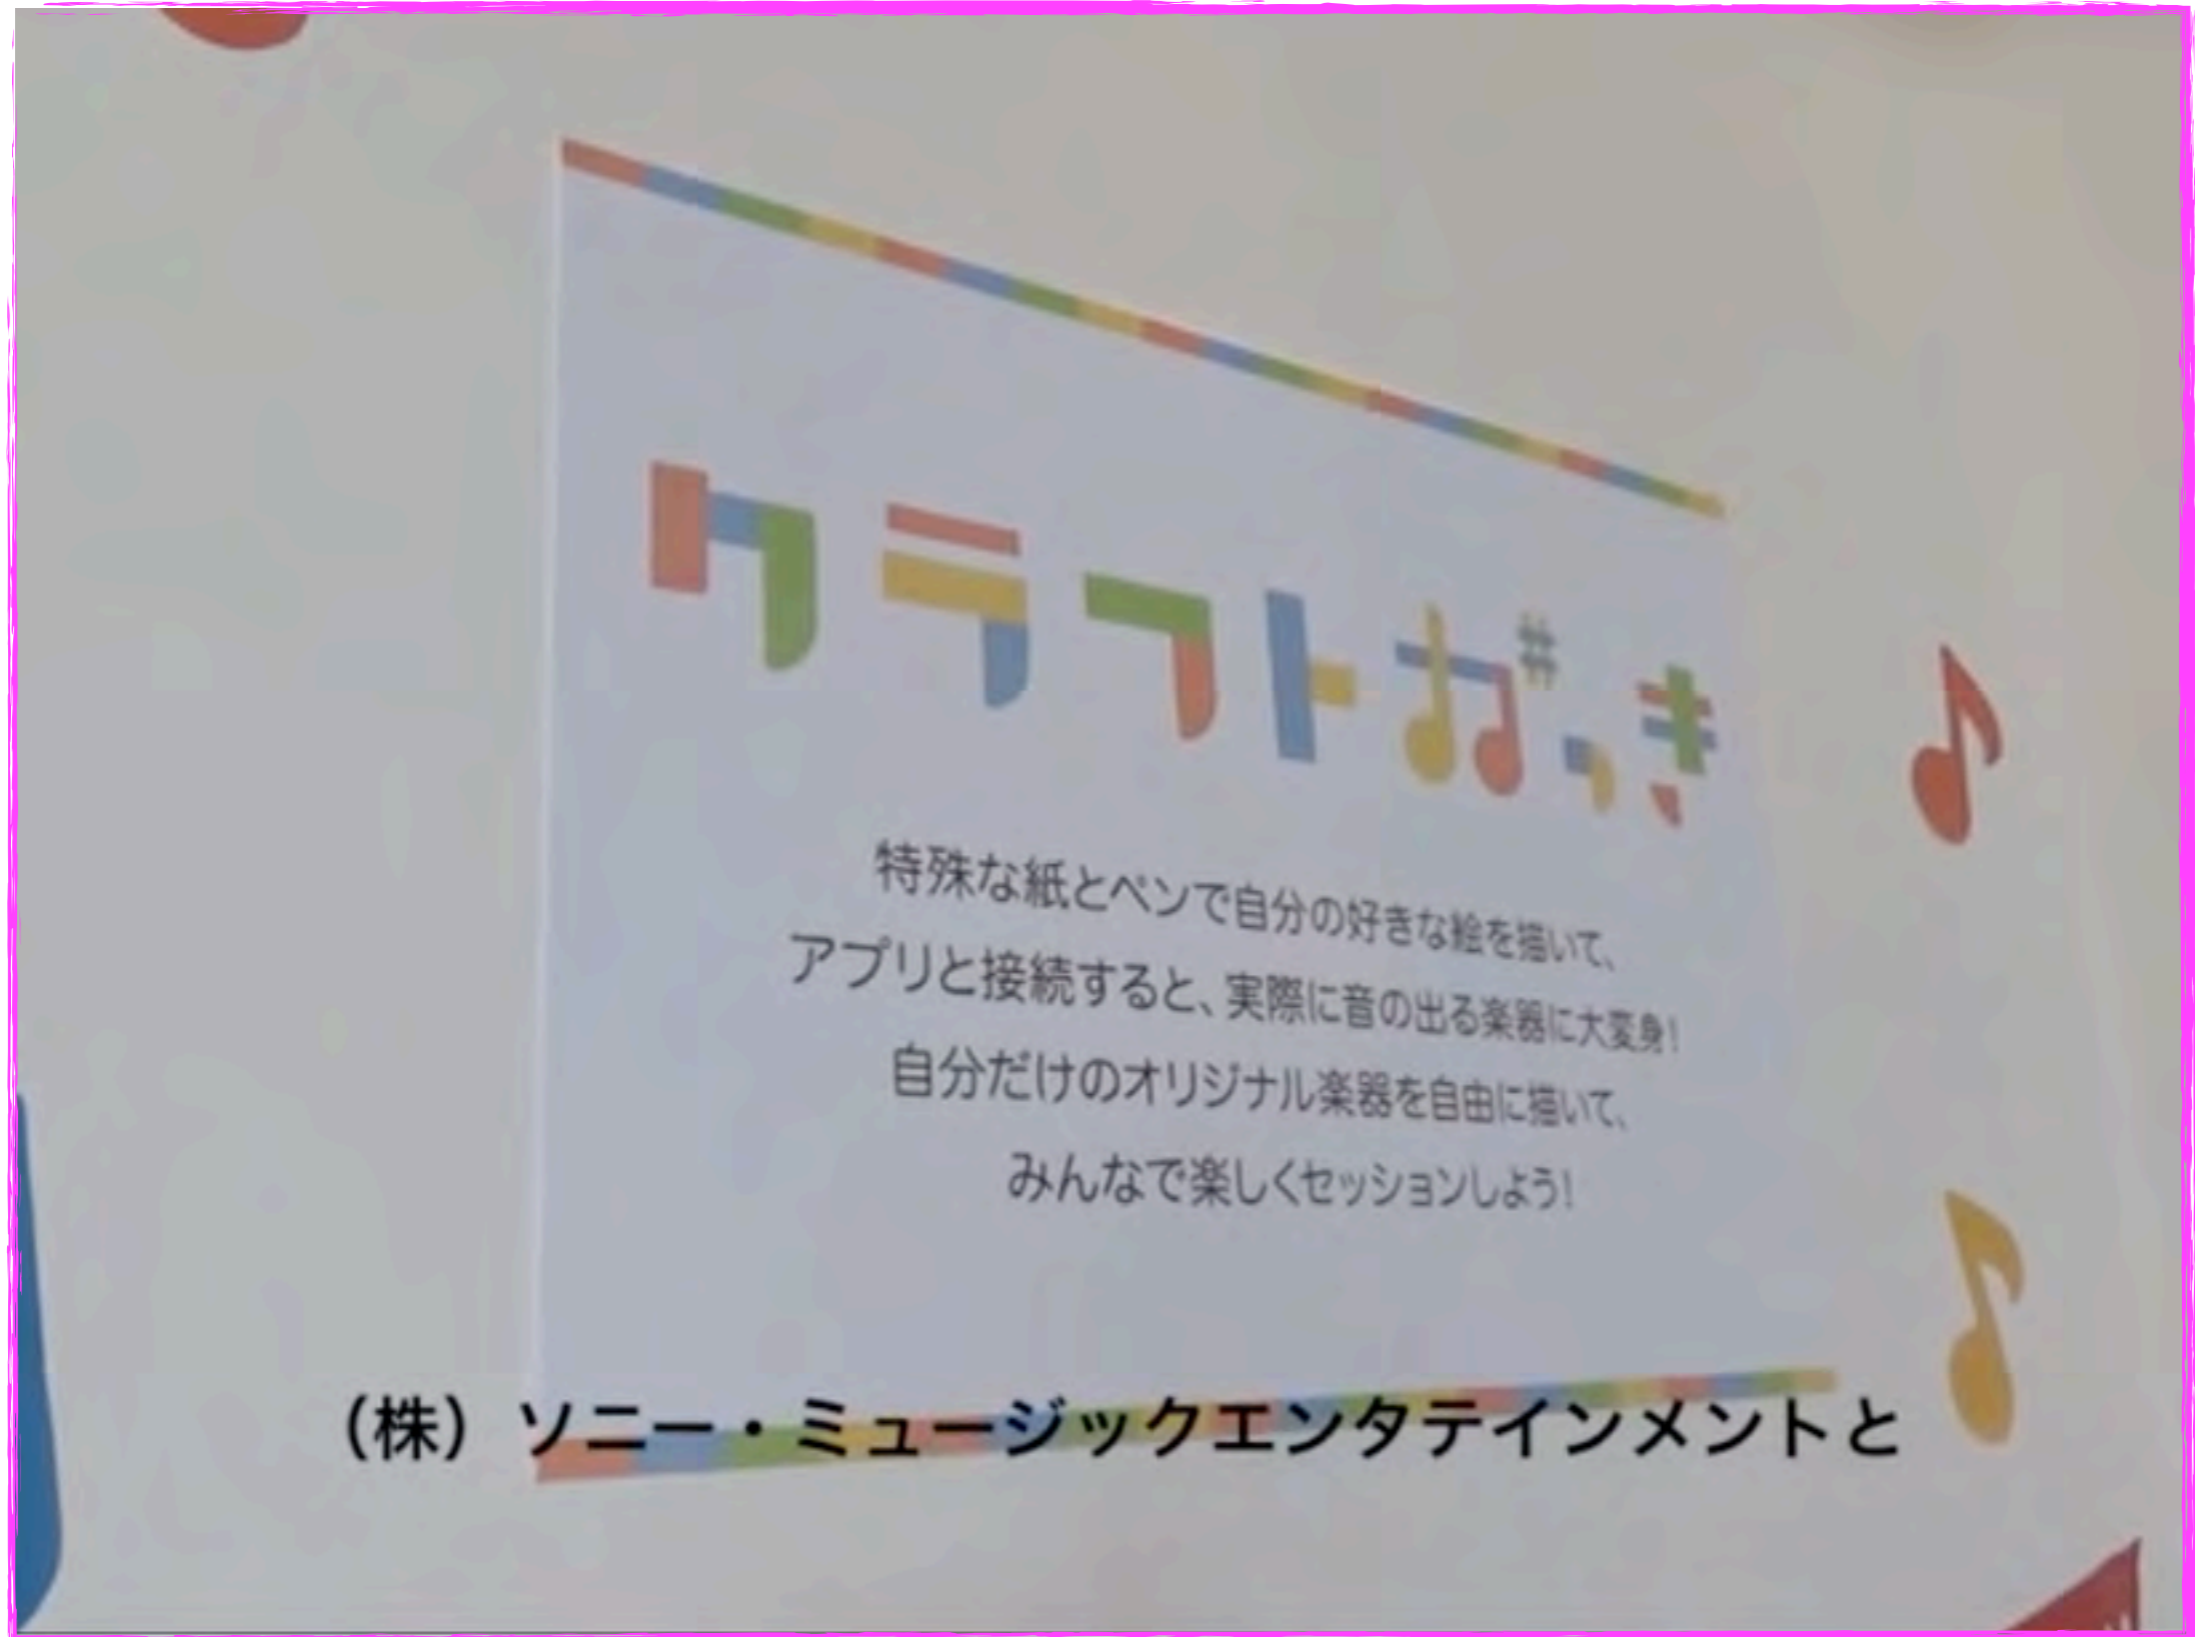 クラフトがっき
特殊な紙とペンで自分の好きな絵を描いて、
アプリと接続すると、実際に音の出る楽器に大変身!
自分だけのオリジナル楽器を自由に描いて、
みんなで楽しくセッションしよう!
（株）ソニー・ミュージックエンタテインメントと